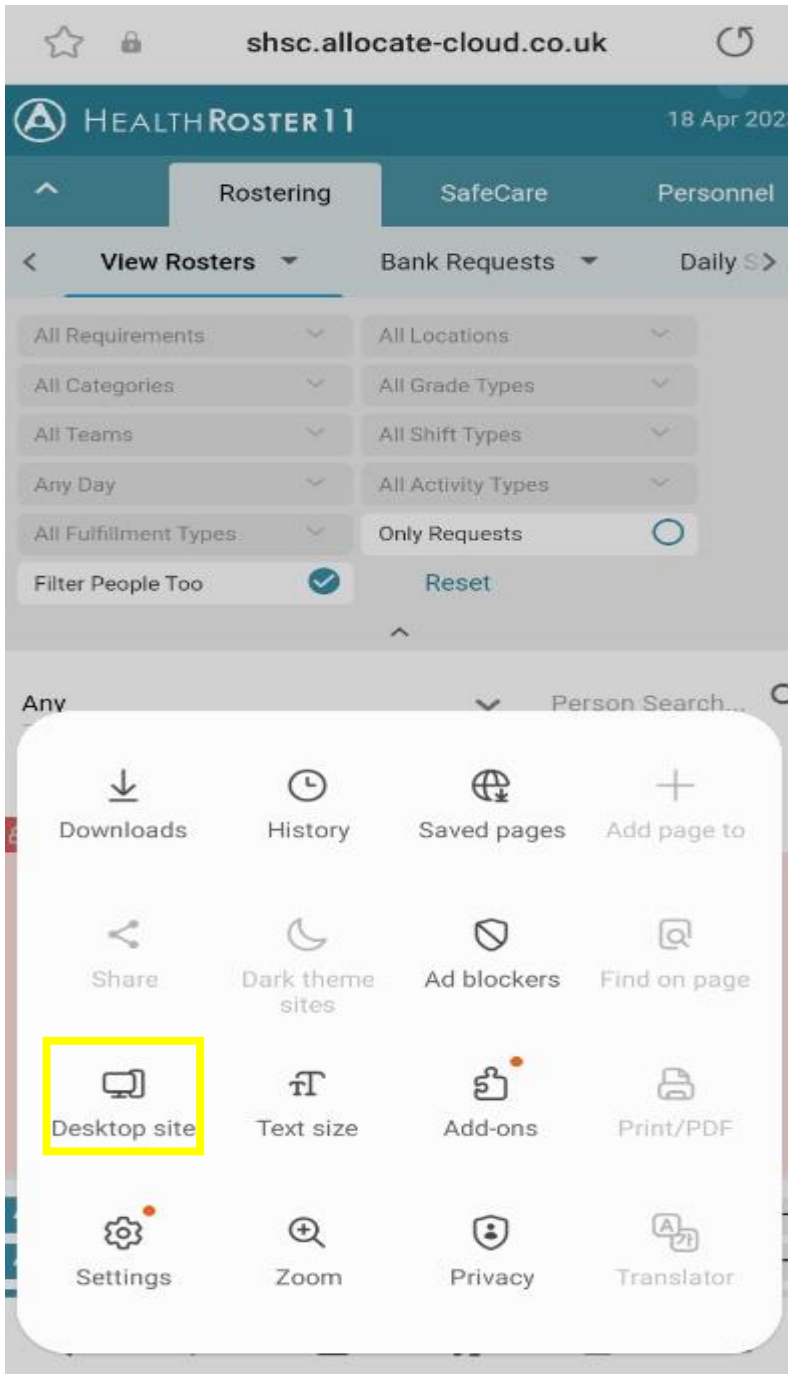 shsc.allocate-cloud.co.uk
HEALTHROSTER11 18 Apr 202
Rostering SafeCare Personnel
View Rosters Bank Requests Daily S
All Requirements All Locations
All Categories All Grade Types
All Teams All Shift Types
Any Day All Activity Types
All Fulfillment Types Only Requests
Filter People Too Reset
Any Person Search...
Downloads History Saved pages Add page to
Share Dark theme sites Ad blockers Find on page
Desktop site Text size Add-ons Print/PDF
Settings Zoom Privacy Translator